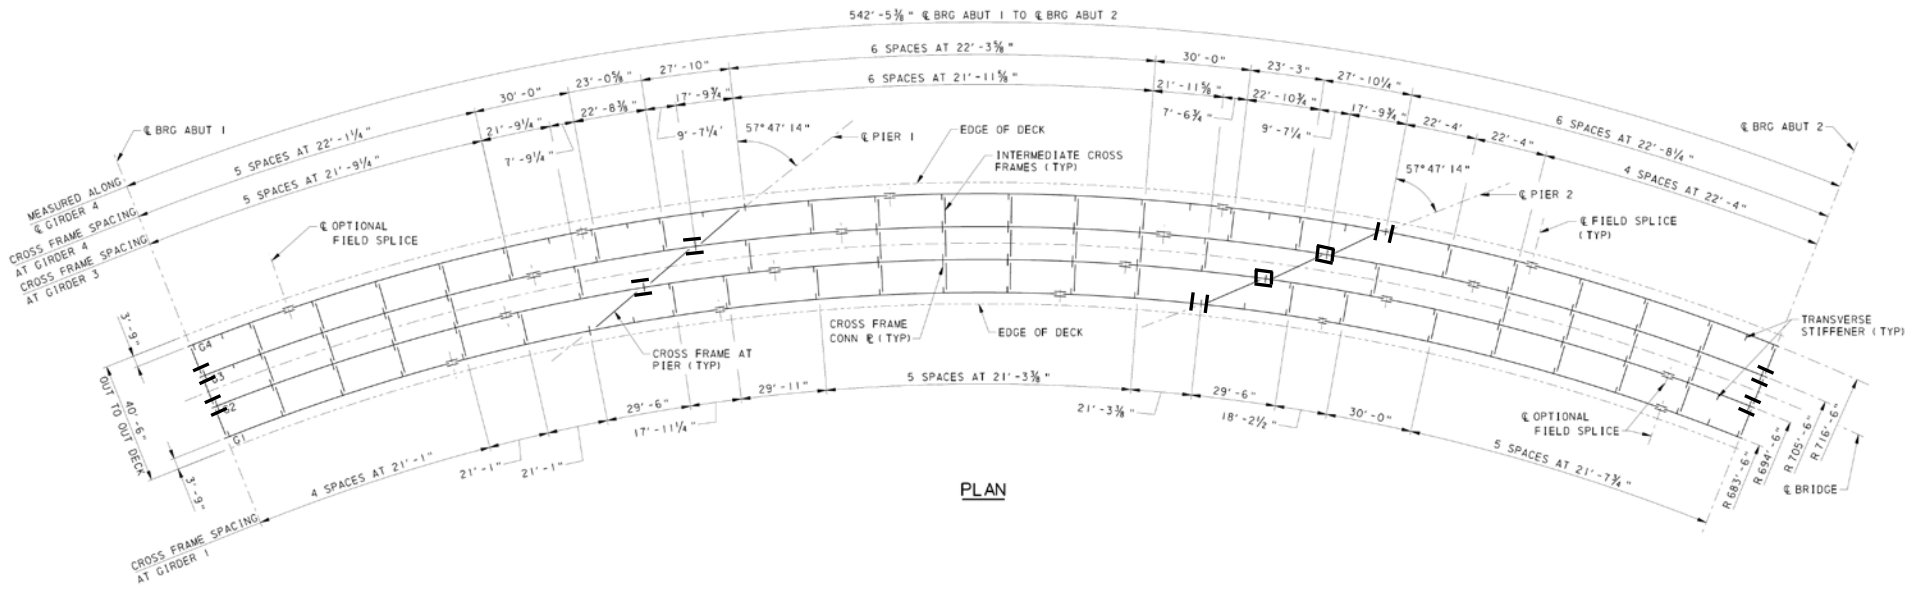 542'-5⅜" ℄ BRG ABUT 1 TO ℄ BRG ABUT 2
6 SPACES AT 22'-3⅝"
6 SPACES AT 21'-11⅝"
30'-0"
23'-0⅝"
27'-10"
21'-9¼"
22'-8⅜"
17'-9¾"
7'-9¼"
9'-7¼'
57°47'14"
30'-0"
23'-3"
27'-10¼"
21'-11⅝"
22'-10¾"
17'-9¾"
7'-6¾"
9'-7¼"
22'-4'
22'-4"
57°47'14"
6 SPACES AT 22'-8¼"
4 SPACES AT 22'-4"
℄ BRG ABUT 1
℄ BRG ABUT 2
5 SPACES AT 22'-1¼"
5 SPACES AT 21'-9¼"
MEASURED ALONG
℄ GIRDER 4
CROSS FRAME SPACING
AT GIRDER 4
CROSS FRAME SPACING
AT GIRDER 3
℄ PIER 1
EDGE OF DECK
INTERMEDIATE CROSS
FRAMES (TYP)
℄ PIER 2
℄ FIELD SPLICE
(TYP)
℄ OPTIONAL
FIELD SPLICE
3'-9"
40'-6"
OUT TO OUT DECK
3'-9"
G4
G3
G2
G1
CROSS FRAME AT
PIER (TYP)
CROSS FRAME
CONN ℄ (TYP)
EDGE OF DECK
TRANSVERSE
STIFFENER (TYP)
℄ OPTIONAL
FIELD SPLICE
R 683'-6"
R 694'-6"
R 705'-6"
R 716'-6"
℄ BRIDGE
4 SPACES AT 21'-1"
21'-1"
21'-1"
29'-6"
17'-11¼"
29'-11"
5 SPACES AT 21'-3⅜"
21'-3⅜"
29'-6"
18'-2½"
30'-0"
5 SPACES AT 21'-7¾"
CROSS FRAME SPACING
AT GIRDER 1
PLAN